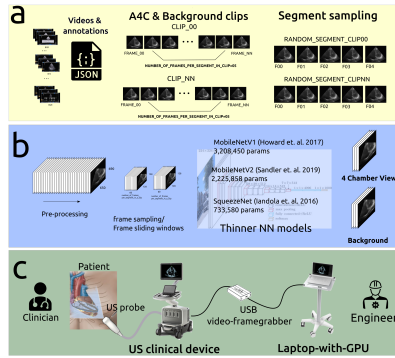 a
Videos &
annotations
JSON
A4C & Background clips
CLIP_00
FRAME_00
FRAME_NN
NUMBER_OF_FRAMES_PER_SEGMENT_IN_CLIP=05
CLIP_NN
FRAME_00
FRAME_NN
NUMBER_OF_FRAMES_PER_SEGMENT_IN_CLIP=05
Segment sampling
RANDOM_SEGMENT_CLIP00
F00 F01 F02 F03 F04
RANDOM_SEGMENT_CLIPNN
F00 F01 F02 F03 F04
b
Pre-processing
frame sampling/
Frame sliding windows
MobileNetV1 (Howard et. al. 2017)
3,208,450 params
MobileNetV2 (Sandler et al. 2019)
2,225,858 params
SqueezeNet (Iandola et al, 2016)
733,580 params
Thinner NN models
4 Chamber View
Background
C
Clinician
Patient
US probe
US clinical device
USB
video-framegrabber
Laptop-with-GPU
Engineer